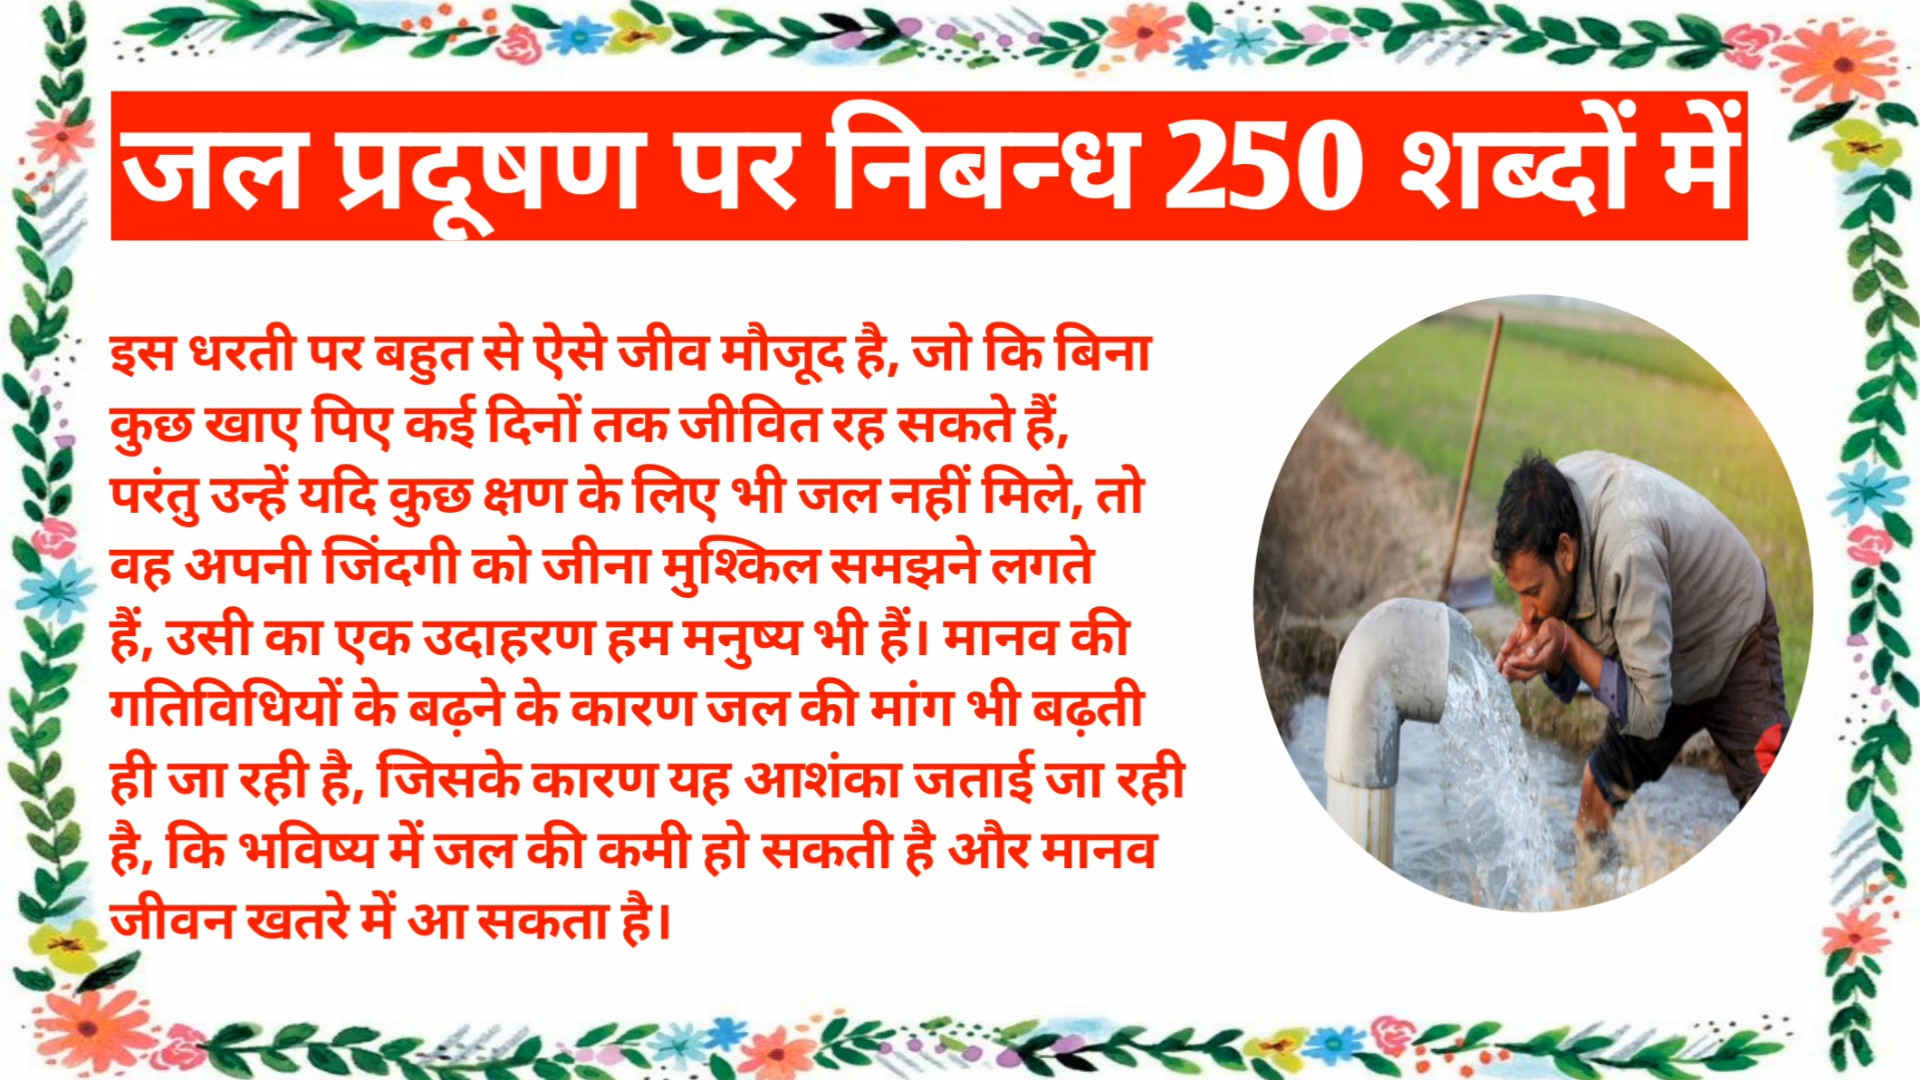 जल प्रदूषण पर निबन्ध 250 शब्दों में
इस धरती पर बहुत से ऐसे जीव मौजूद है, जो कि बिना
कुछ खाए पिए कई दिनों तक जीवित रह सकते हैं,
परंतु उन्हें यदि कुछ क्षण के लिए भी जल नहीं मिले, तो
वह अपनी जिंदगी को जीना मुश्किल समझने लगते
हैं, उसी का एक उदाहरण हम मनुष्य भी हैं। मानव की
गतिविधियों के बढ़ने के कारण जल की मांग भी बढ़ती
ही जा रही है, जिसके कारण यह आशंका जताई जा रही
है, कि भविष्य में जल की कमी हो सकती है और मानव
जीवन खतरे में आ सकता है।